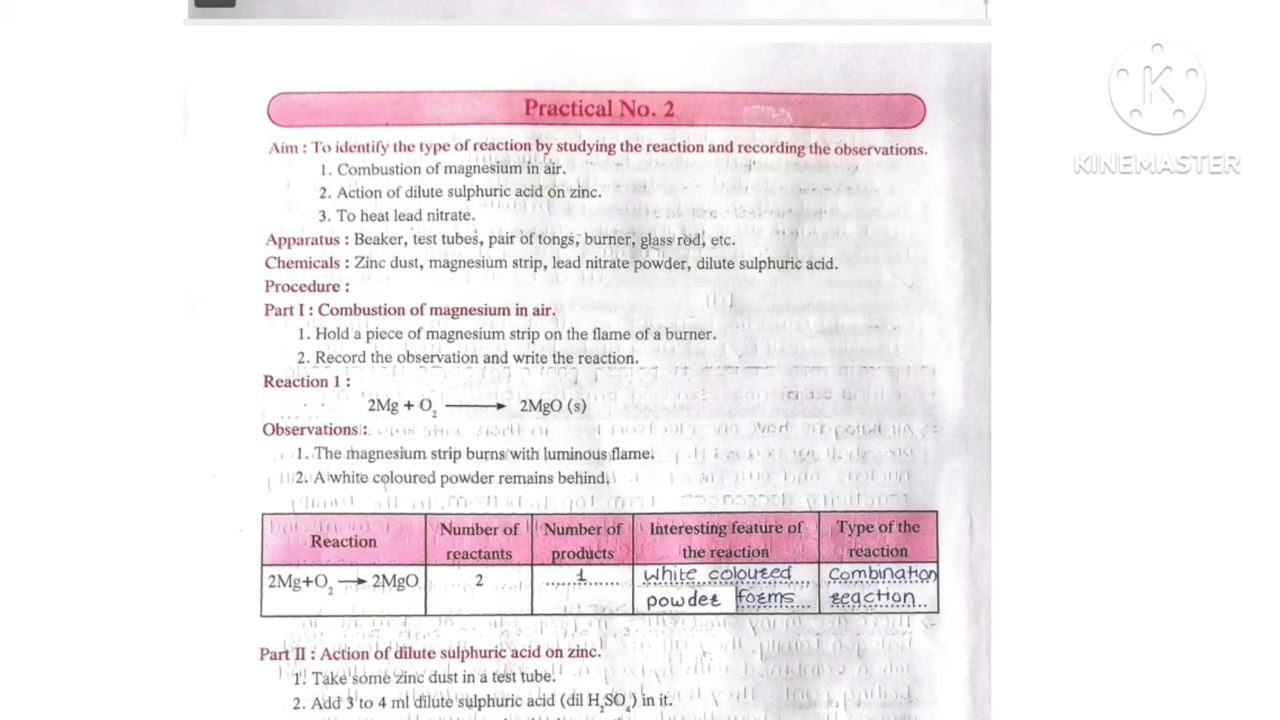 Practical No. 2
Aim : To identify the type of reaction by studying the reaction and recording the observations.
1. Combustion of magnesium in air.
2. Action of dilute sulphuric acid on zinc.
3. To heat lead nitrate.
Apparatus : Beaker, test tubes, pair of tongs, burner, glass rod, etc.
Chemicals : Zinc dust, magnesium strip, lead nitrate powder, dilute sulphuric acid.
Procedure :
Part I : Combustion of magnesium in air.
1. Hold a piece of magnesium strip on the flame of a burner.
2. Record the observation and write the reaction.
Reaction 1 :
2Mg + O₂ ⟶ 2MgO (s)
Observations :
1. The magnesium strip burns with luminous flame.
2. A white coloured powder remains behind.
Reaction
Number of
reactants
Number of
products
Interesting feature of
the reaction
Type of the
reaction
2Mg+O₂ ⟶ 2MgO
2
1
white coloured
powder forms
Combination
reaction
Part II : Action of dilute sulphuric acid on zinc.
1. Take some zinc dust in a test tube.
2. Add 3 to 4 ml dilute sulphuric acid (dil H₂SO₄) in it.
K
KINEMASTER